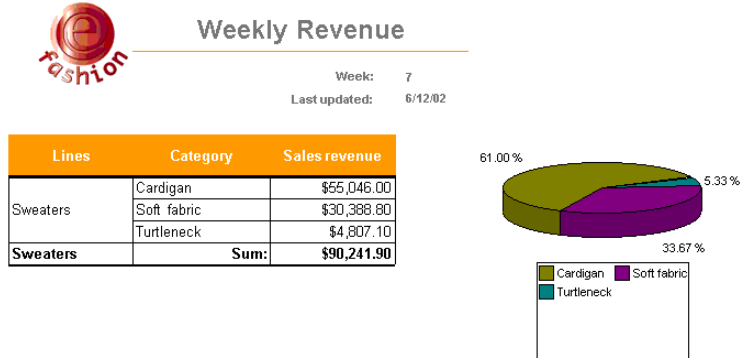 e
fashion
Weekly Revenue
Week: 7
Last updated: 6/12/02
Lines Category Sales revenue
Sweaters
Cardigan $55,046.00
Soft fabric $30,388.80
Turtleneck $4,807.10
Sweaters Sum: $90,241.90
61.00 %
5.33 %
33.67 %
Cardigan Soft fabric
Turtleneck